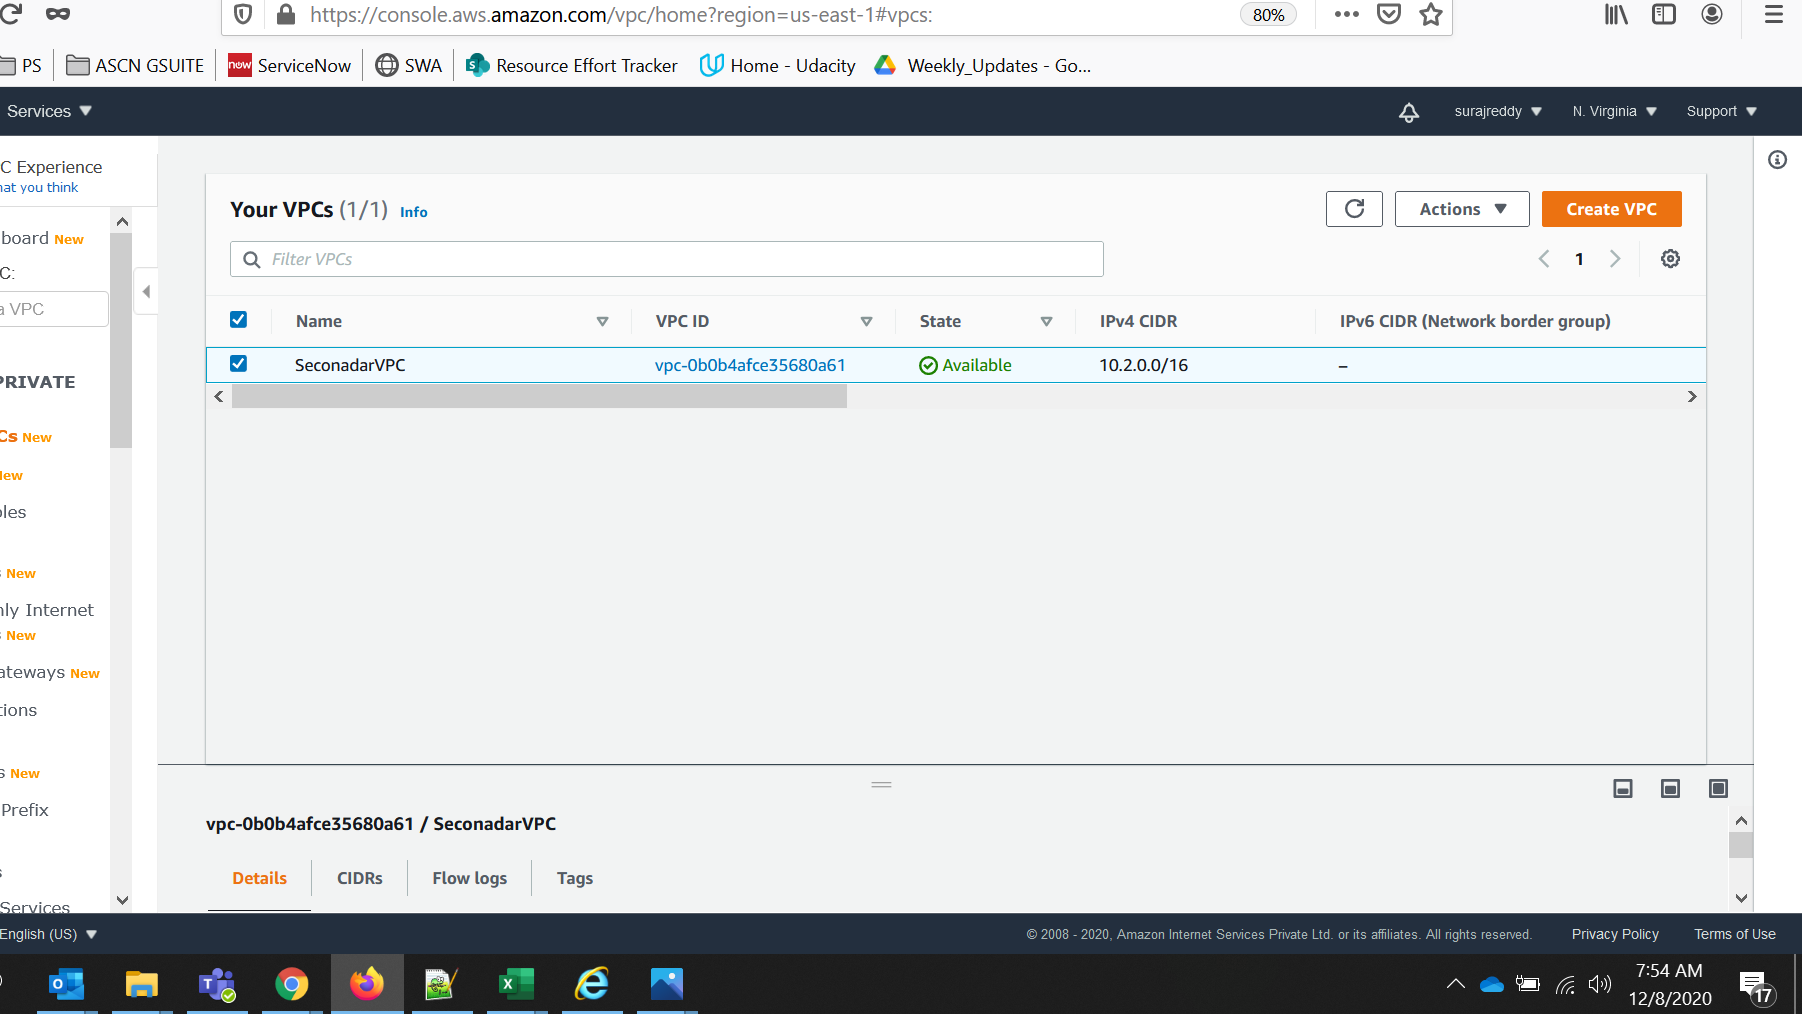 https://console.aws.amazon.com/vpc/home?region=us-east-1#vpcs:
80%
PS
ASCN GSUITE
now ServiceNow
SWA
Resource Effort Tracker
Home - Udacity
Weekly_Updates - Go...
Services
surajreddy
N. Virginia
Support
C Experience
hat you think
board New
C:
a VPC
PRIVATE
Cs New
New
bles
s New
nly Internet
s New
ateways New
tions
s New
Prefix
s
Services
Your VPCs (1/1) Info
Actions
Create VPC
Filter VPCs
1
Name
VPC ID
State
IPv4 CIDR
IPv6 CIDR (Network border group)
SeconadarVPC
vpc-0b0b4afce35680a61
Available
10.2.0.0/16
–
vpc-0b0b4afce35680a61 / SeconadarVPC
Details
CIDRs
Flow logs
Tags
English (US)
© 2008 - 2020, Amazon Internet Services Private Ltd. or its affiliates. All rights reserved.
Privacy Policy
Terms of Use
7:54 AM
12/8/2020
17